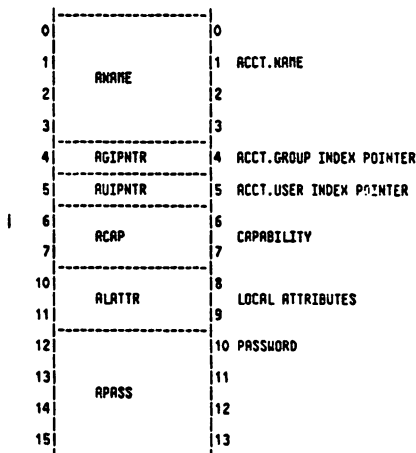 0 0
1 ANAME 1 ACCT.NAME
2 2
3 3
4 AGIPNTR 4 ACCT.GROUP INDEX POINTER
5 AUIPNTR 5 ACCT.USER INDEX POINTER
6 ACAP 6 CAPABILITY
7 7
10 ALATTR 8 LOCAL ATTRIBUTES
11 9
12 10 PASSWORD
13 APASS 11
14 12
15 13